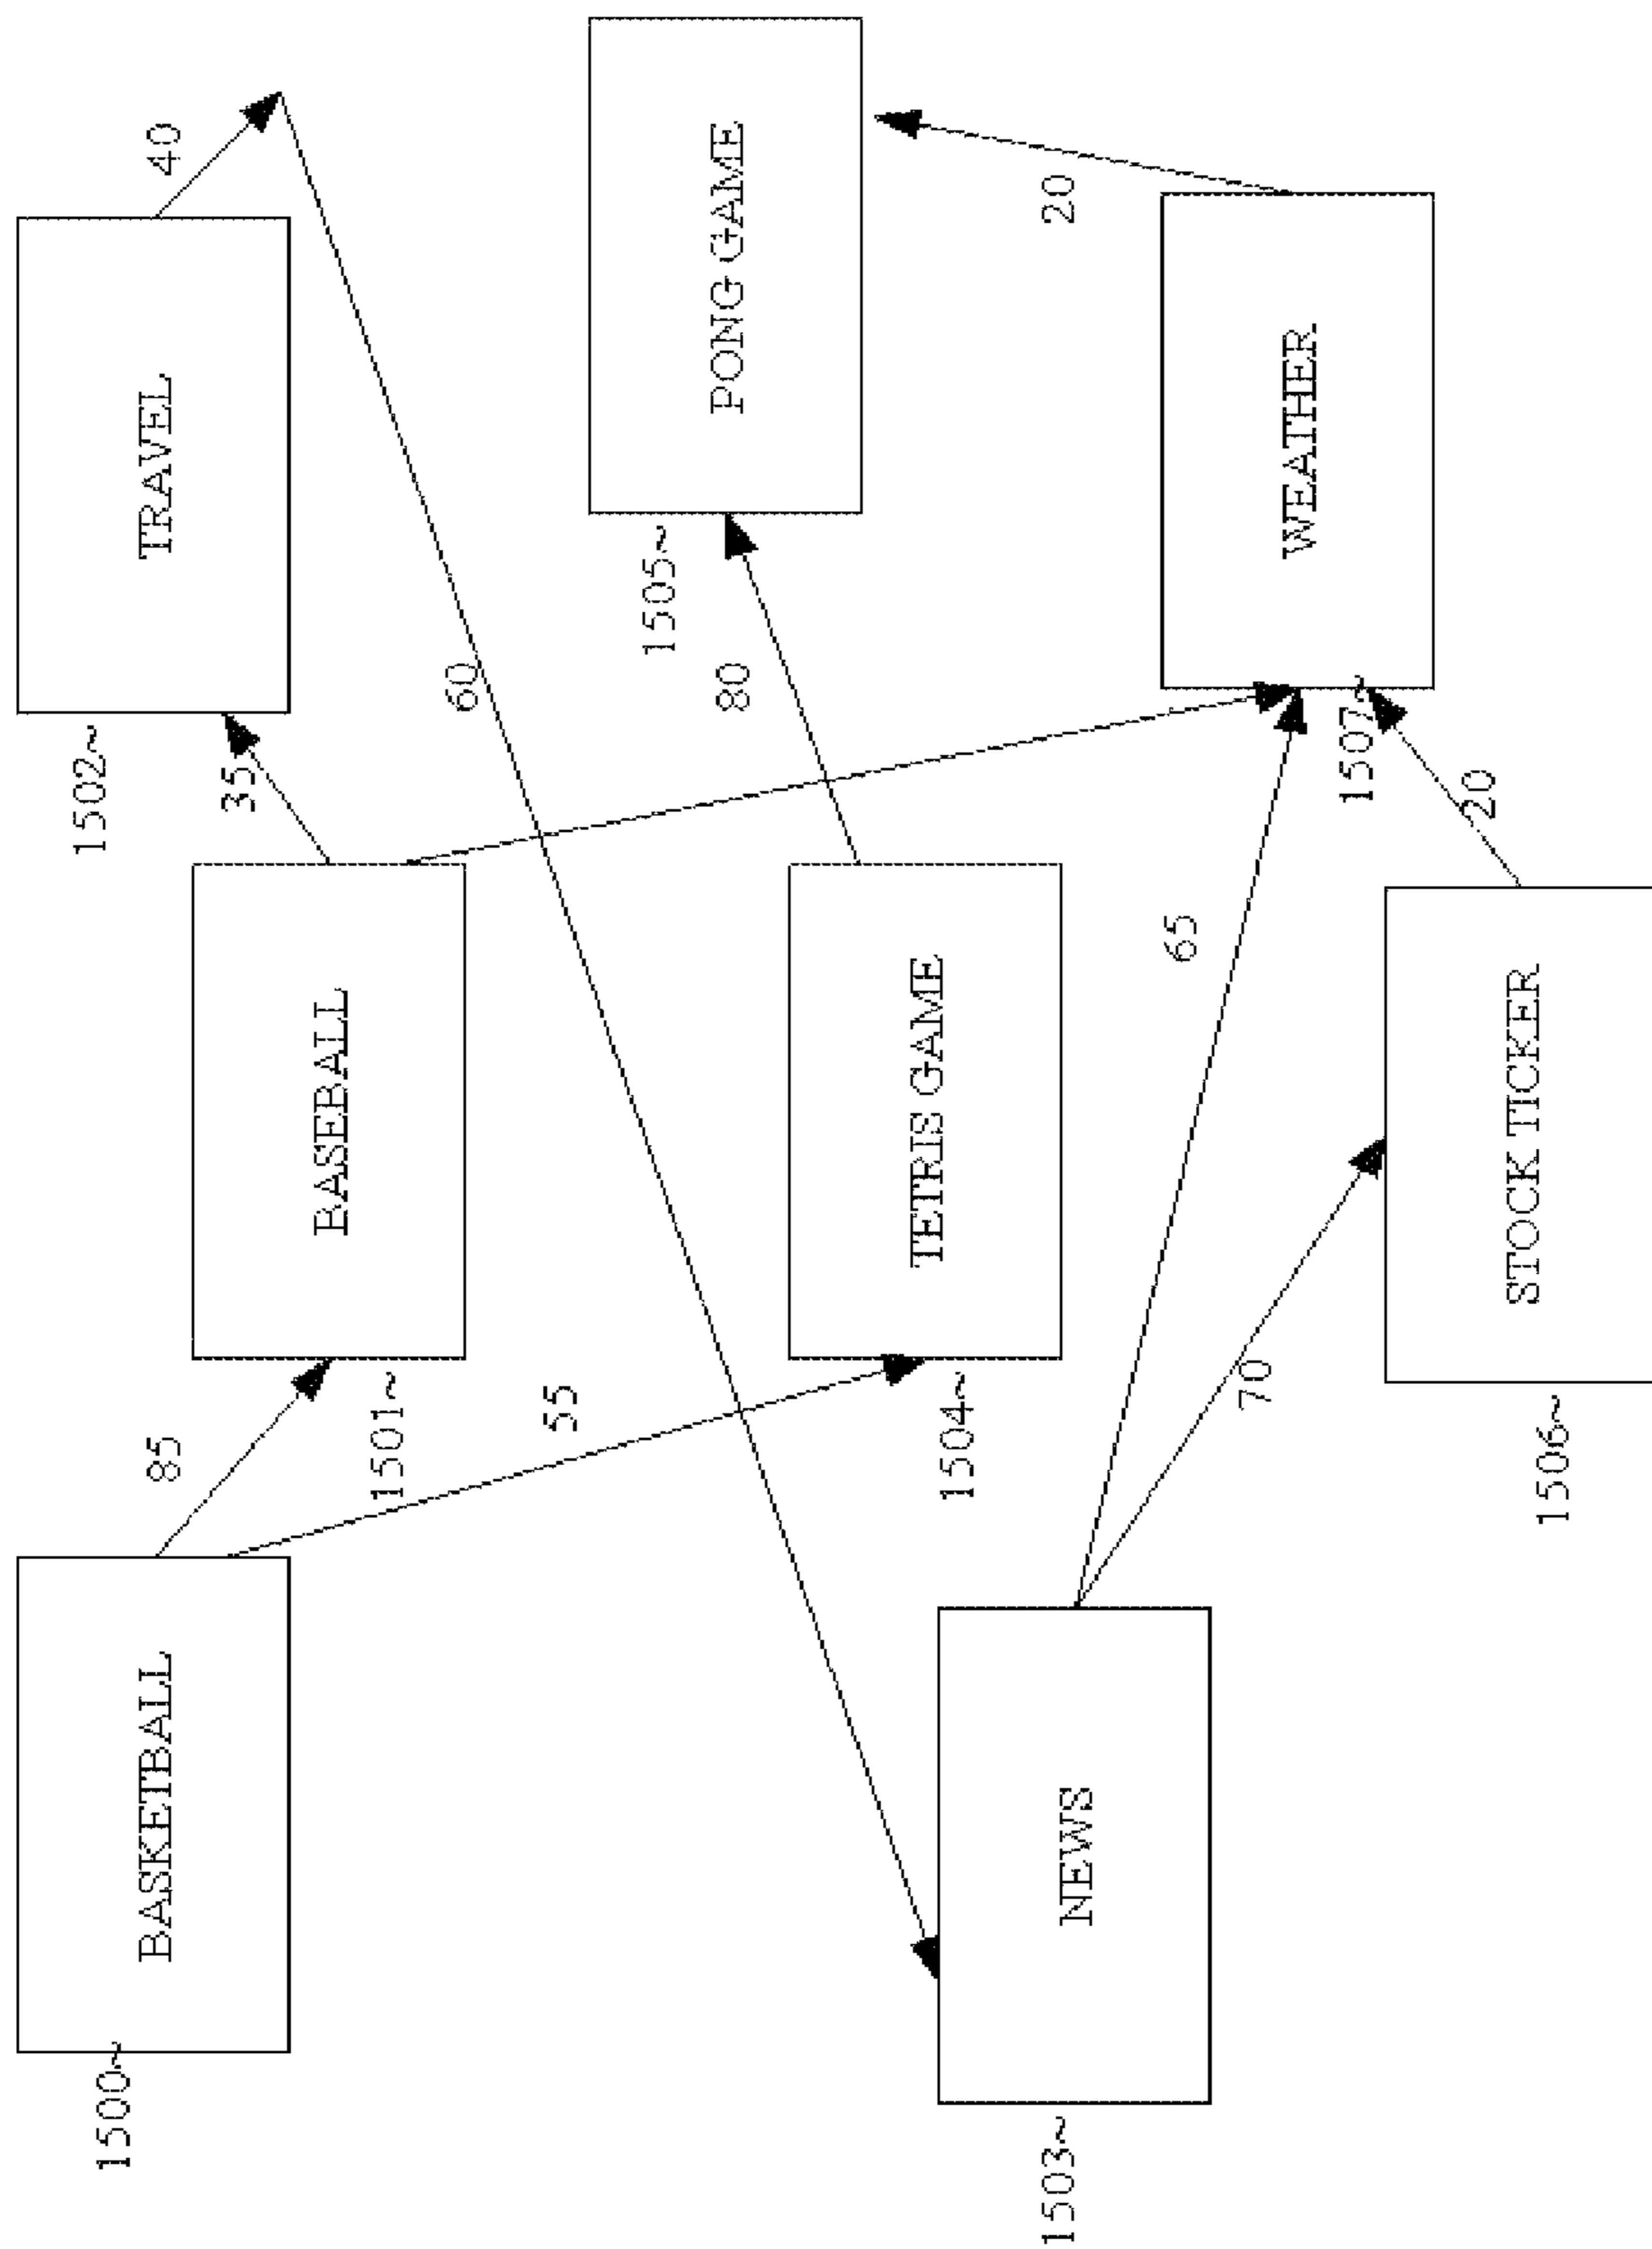 1500~
BASKETBALL
85
1502~
TRAVEL
40
1501~
BASEBALL
35
55
60
1505~
PONG GAME
80
1504~
TETRIS GAME
1503~
NEWS
65
20
70
1507~
WEATHER
20
1506~
STOCK TICKER